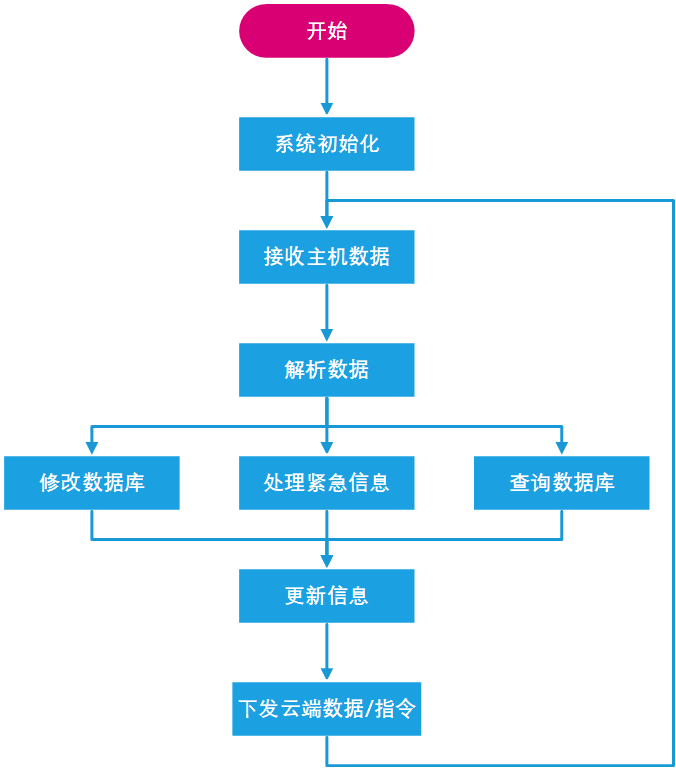 开始
系统初始化
接收主机数据
解析数据
修改数据库
处理紧急信息
查询数据库
更新信息
下发云端数据/指令